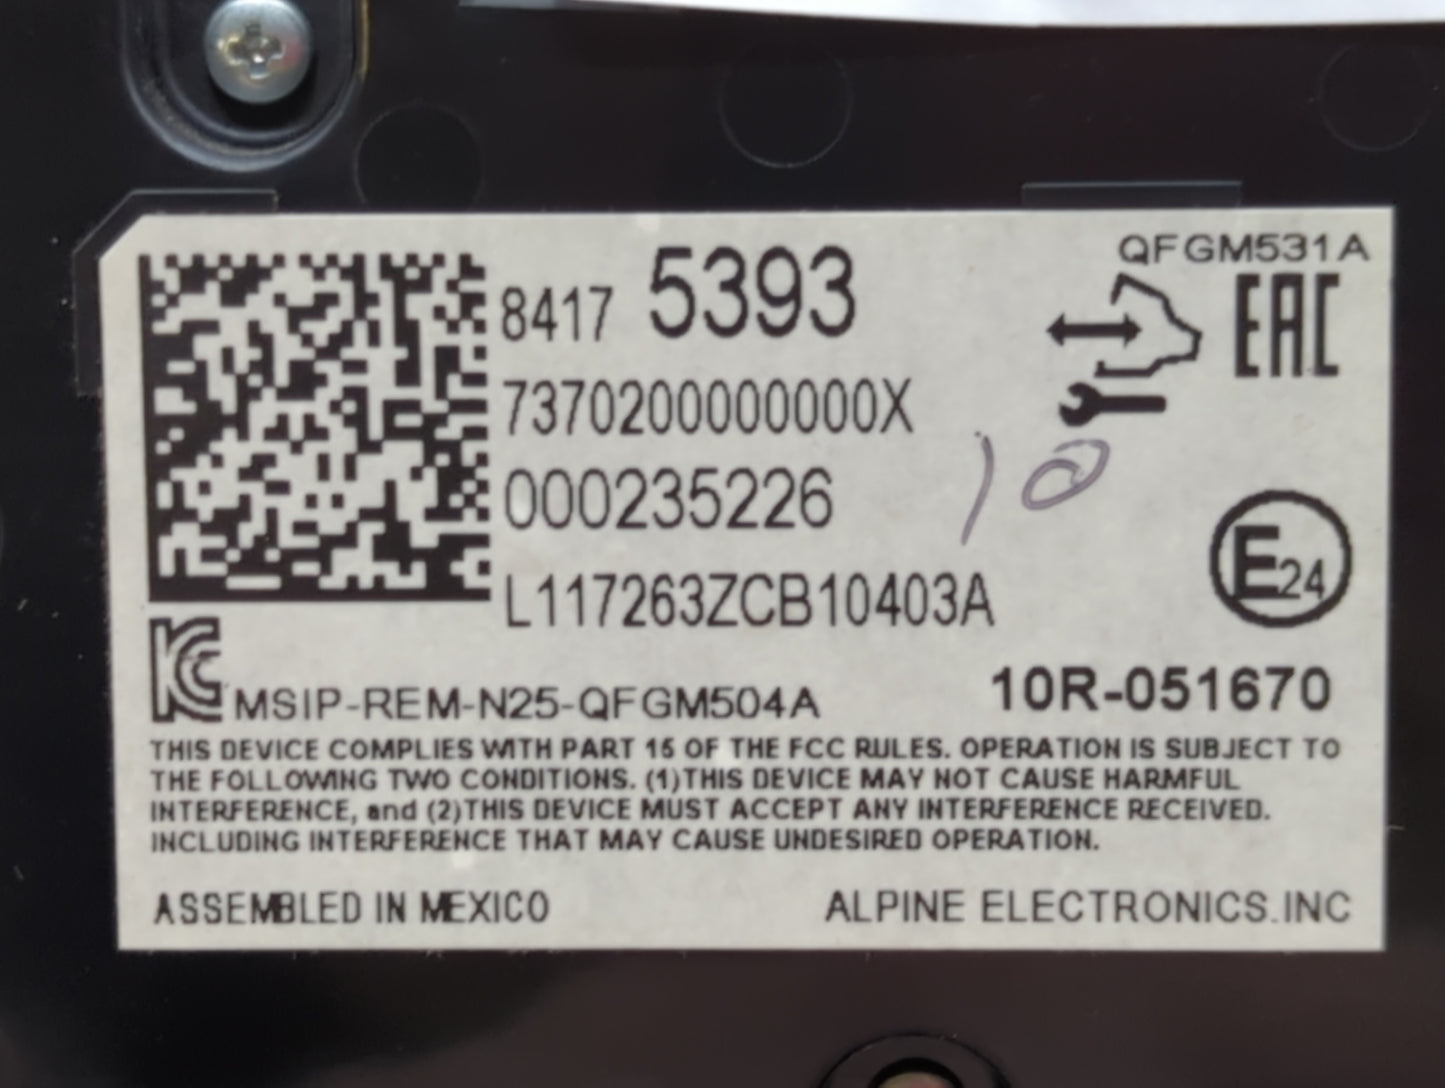 QFGM531A
8417 5393
EAC
7370200000000X
10
000235226
E24
L117263ZCB10403A
KC MSIP-REM-N25-QFGM504A
10R-051670
THIS DEVICE COMPLIES WITH PART 15 OF THE FCC RULES. OPERATION IS SUBJECT TO
THE FOLLOWING TWO CONDITIONS. (1)THIS DEVICE MAY NOT CAUSE HARMFUL
INTERFERENCE, and (2)THIS DEVICE MUST ACCEPT ANY INTERFERENCE RECEIVED.
INCLUDING INTERFERENCE THAT MAY CAUSE UNDESIRED OPERATION.
ASSEMBLED IN MEXICO
ALPINE ELECTRONICS.INC